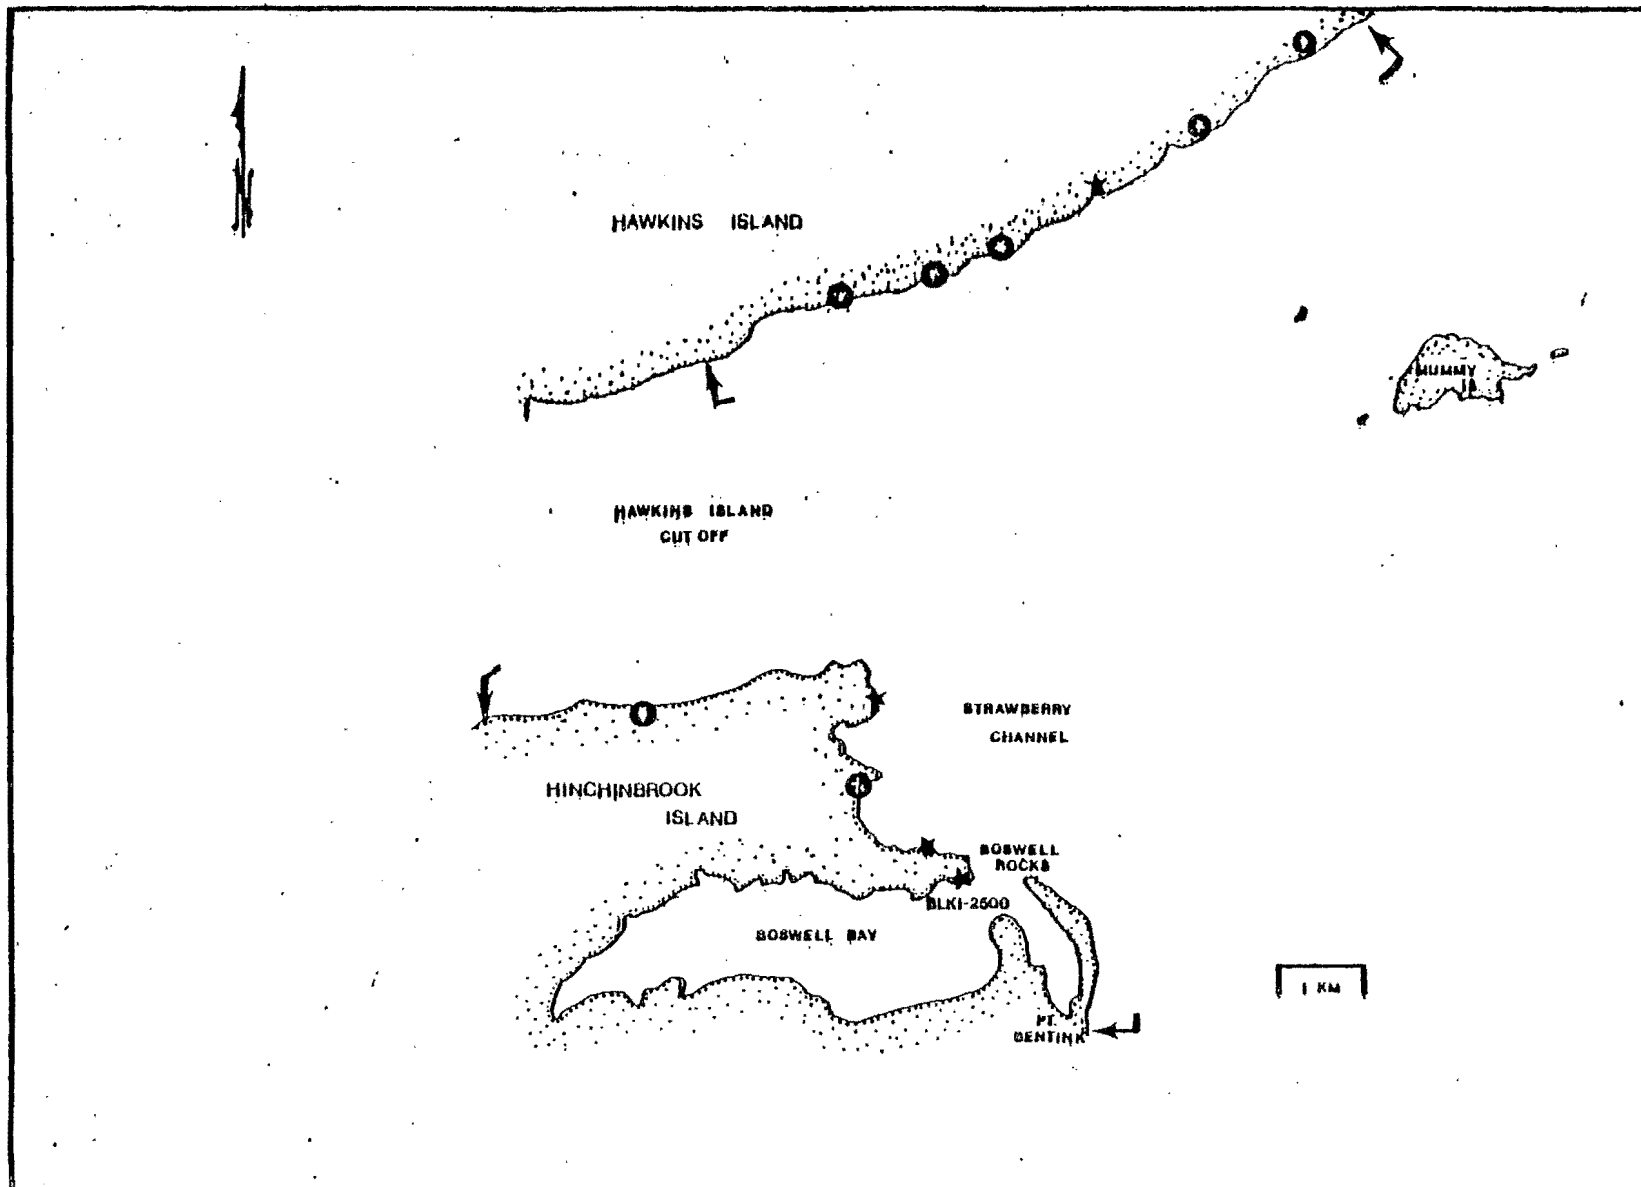 HAWKINS ISLAND
MUMMY
IS
HAWKINS ISLAND
CUT OFF
STRAWBERRY
CHANNEL
HINCHINBROOK
ISLAND
BOSWELL
ROCKS
BLKI-2500
BOSWELL BAY
1 KM
PT.
BENTINK